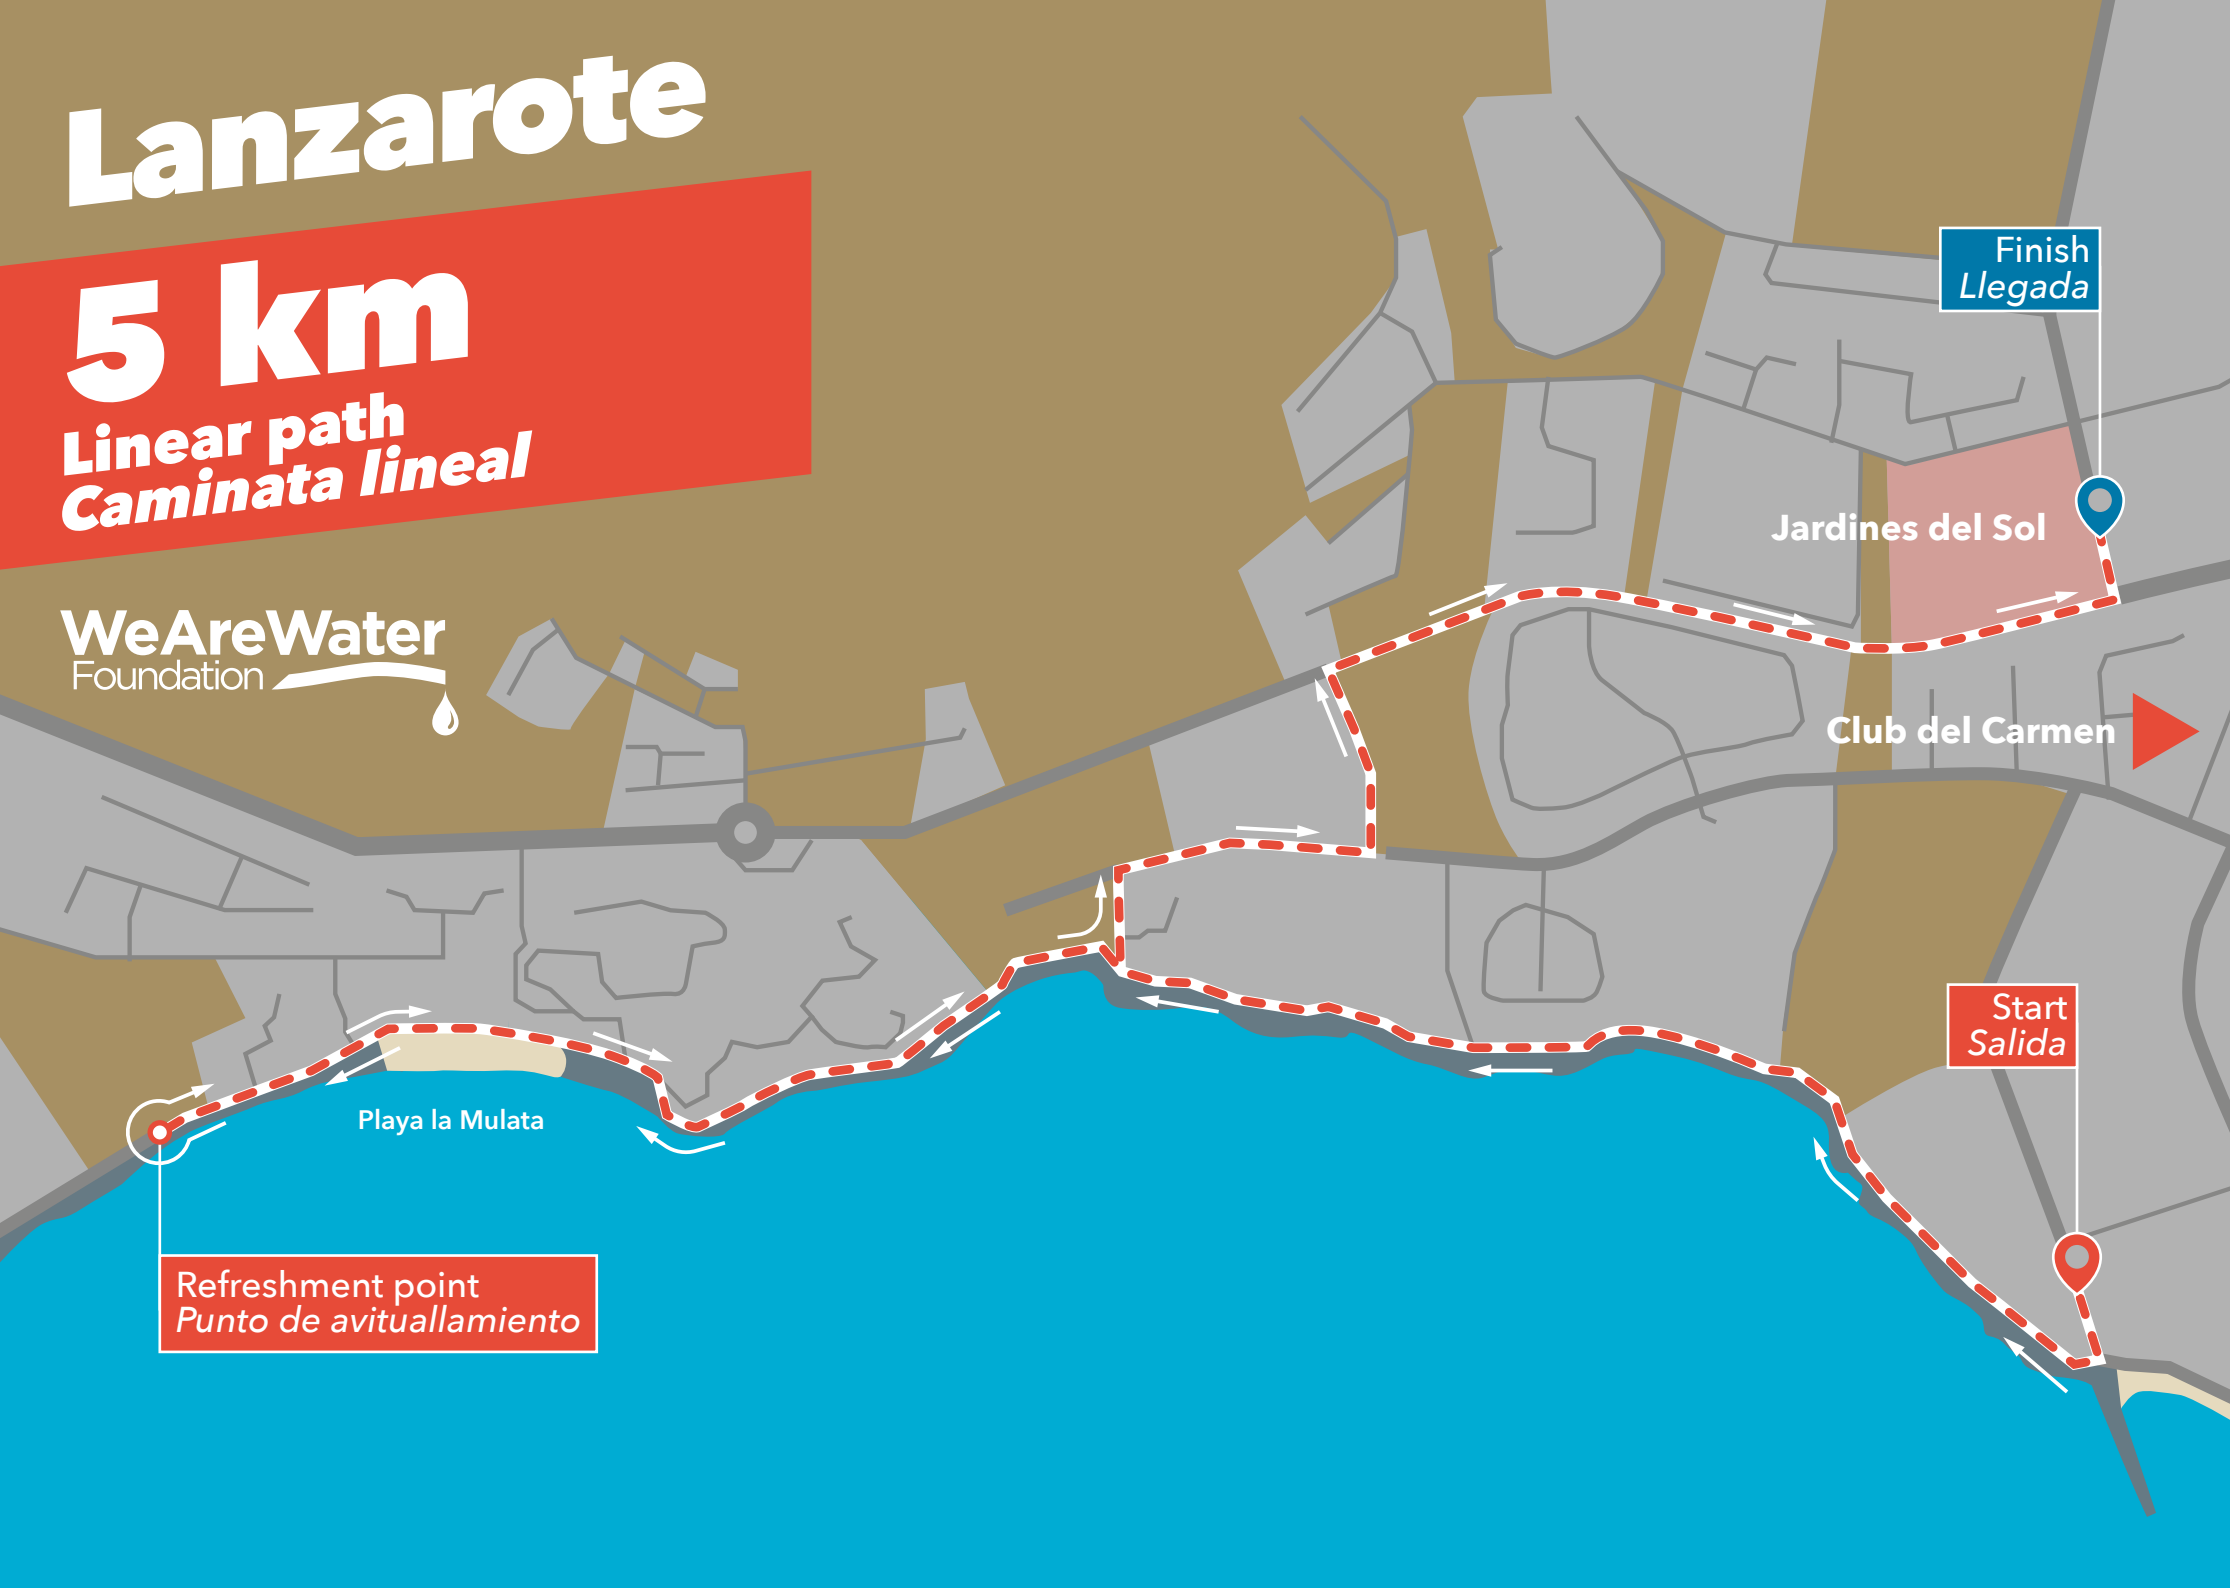 Lanzarote
5 km
Linear path
Caminata lineal
WeAreWater
Foundation
Finish
Llegada
Jardines del Sol
Club del Carmen
Start
Salida
Playa la Mulata
Refreshment point
Punto de avituallamiento